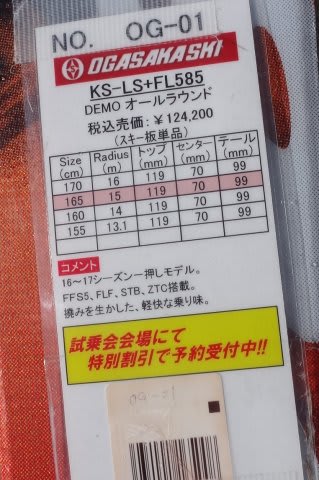 NO. OG-01
OGASAKA SKI
KS-LS+FL585
DEMO オールラウンド
税込売価：￥124,200
(スキー板単品)
Size (cm) Radius (m) トップ (mm) センター (mm) テール (mm)
170 16 119 70 99
165 15 119 70 99
160 14 119 70 99
155 13.1 119 70 99
コメント
16～17シーズン一押しモデル。
FFS5、FLF、STB、ZTC搭載。
撓みを生かした、軽快な乗り味。
試乗会会場にて
特別割引で予約受付中!!
09-01